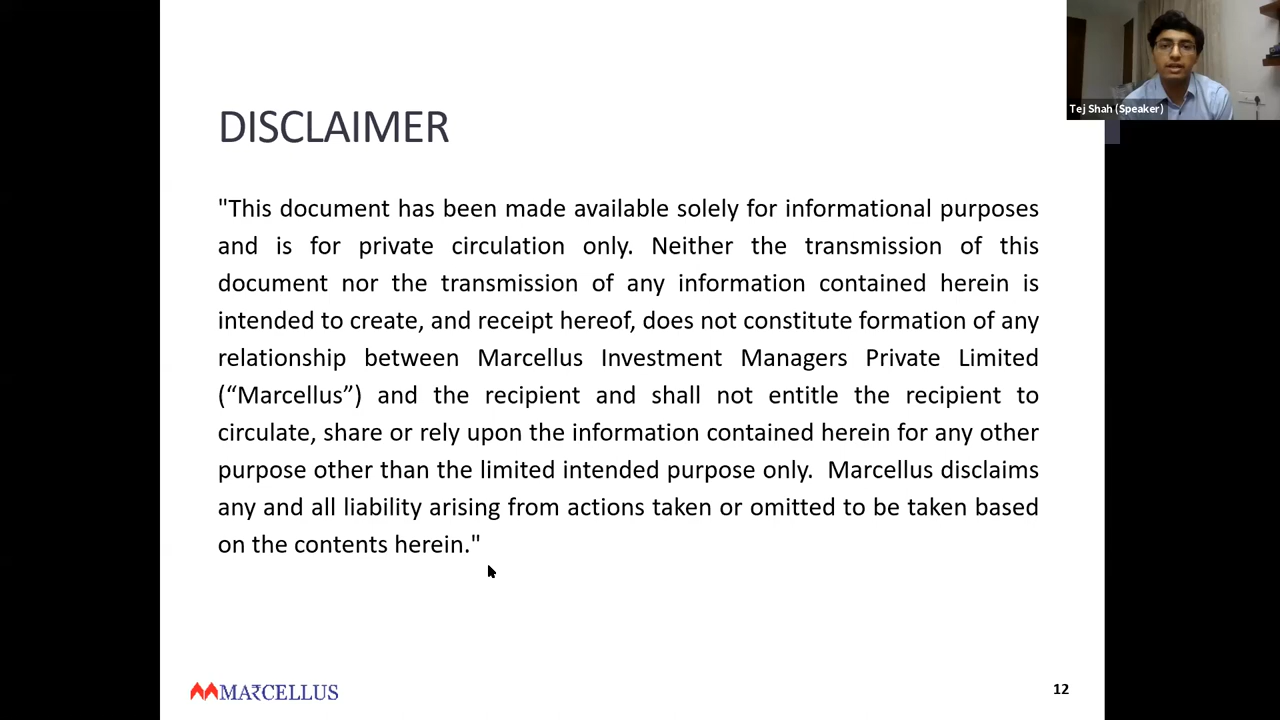 Tej Shah (Speaker)
DISCLAIMER
"This document has been made available solely for informational purposes
and is for private circulation only. Neither the transmission of this
document nor the transmission of any information contained herein is
intended to create, and receipt hereof, does not constitute formation of any
relationship between Marcellus Investment Managers Private Limited
(“Marcellus”) and the recipient and shall not entitle the recipient to
circulate, share or rely upon the information contained herein for any other
purpose other than the limited intended purpose only.  Marcellus disclaims
any and all liability arising from actions taken or omitted to be taken based
on the contents herein."
MARCELLUS
12